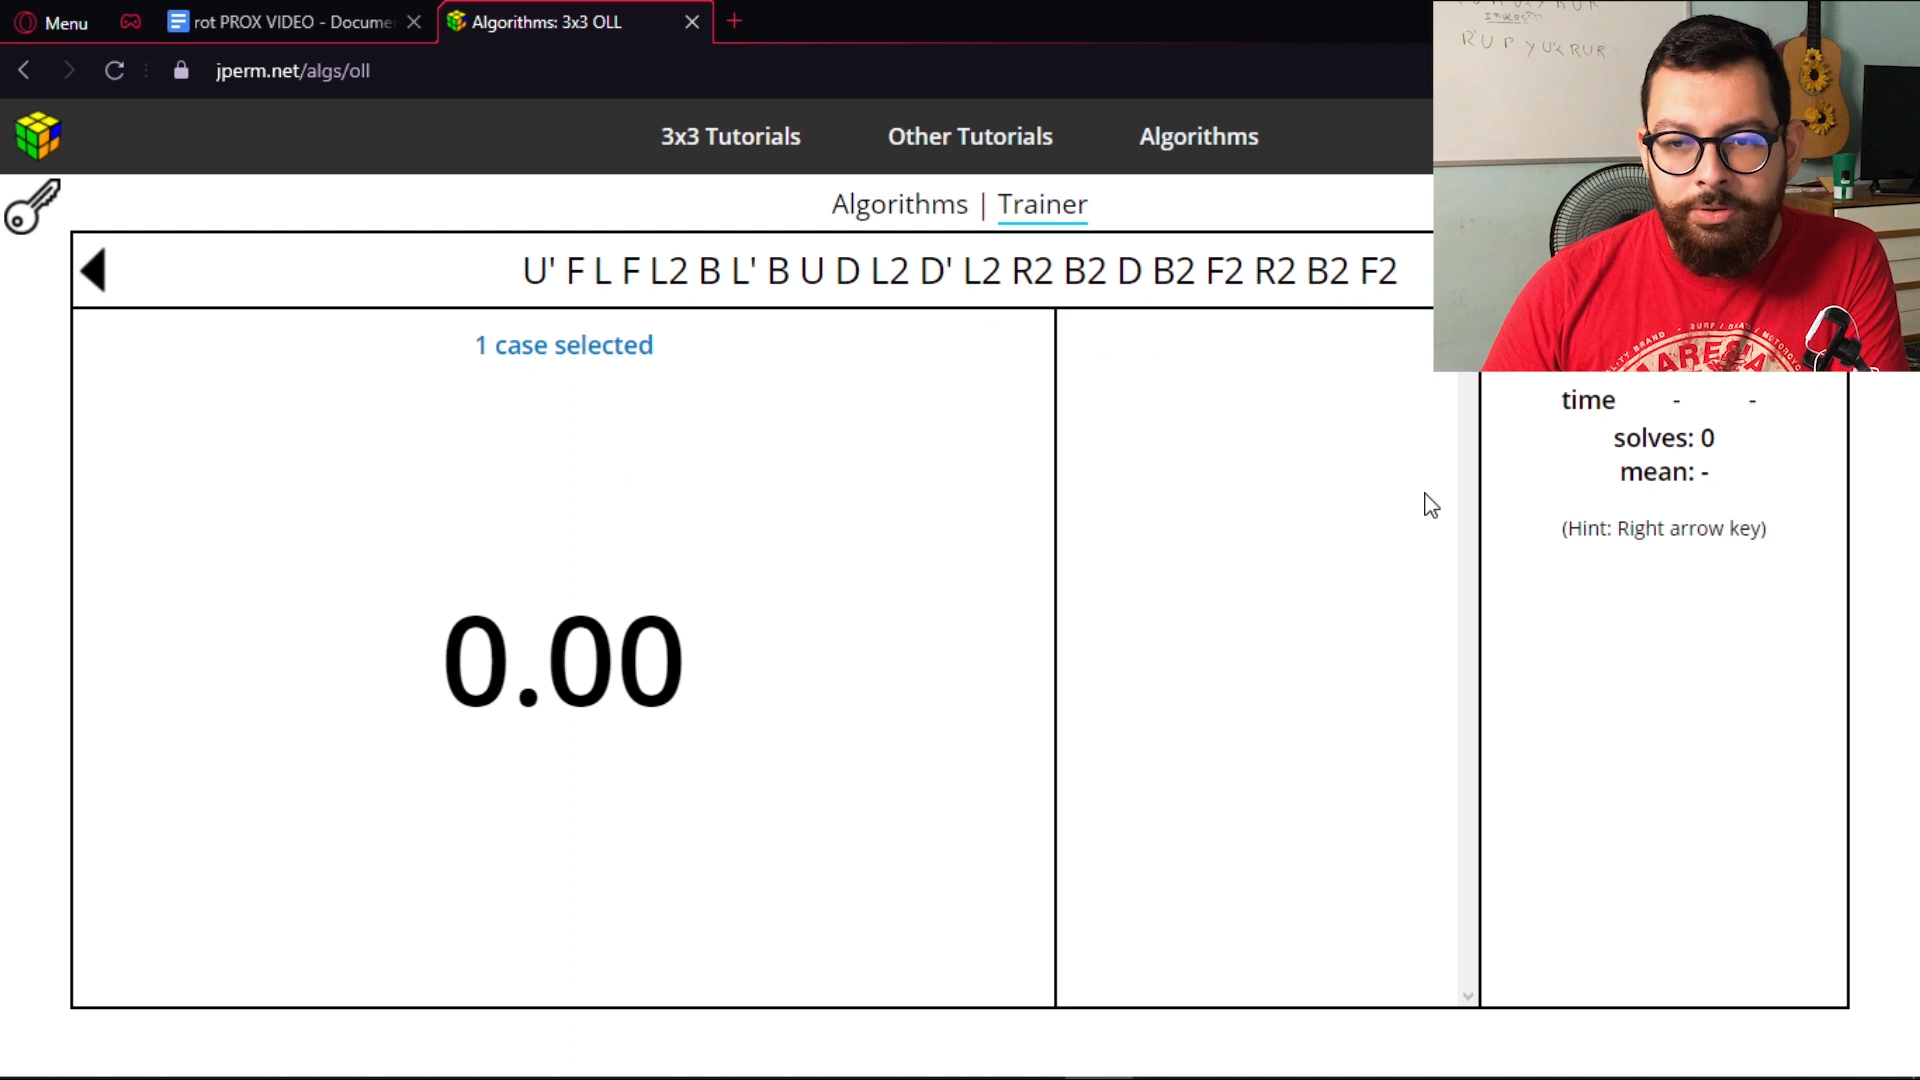 Menu
rot PROX VIDEO - Docume
Algorithms: 3x3 OLL
jperm.net/algs/oll
3x3 Tutorials
Other Tutorials
Algorithms
Algorithms | Trainer
U' F L F L2 B L' B U D L2 D' L2 R2 B2 D B2 F2 R2 B2 F2
1 case selected
0.00
time - -
solves: 0
mean: -
(Hint: Right arrow key)